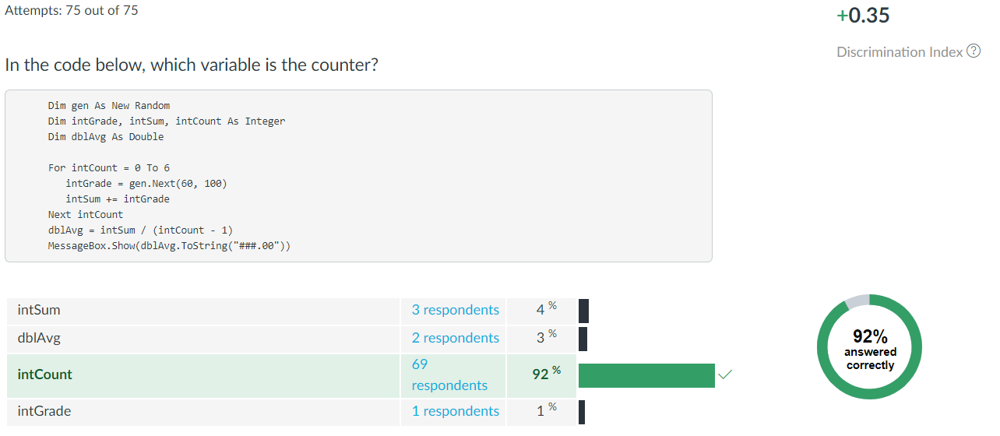 Attempts: 75 out of 75
+0.35
Discrimination Index ?
In the code below, which variable is the counter?
Dim gen As New Random
Dim intGrade, intSum, intCount As Integer
Dim dblAvg As Double
For intCount = 0 To 6
intGrade = gen.Next(60, 100)
intSum += intGrade
Next intCount
dblAvg = intSum / (intCount - 1)
MessageBox.Show(dblAvg.ToString("###.00"))
intSum 3 respondents 4 %
dblAvg 2 respondents 3 %
intCount 69 respondents 92 %
intGrade 1 respondents 1 %
92%
answered
correctly